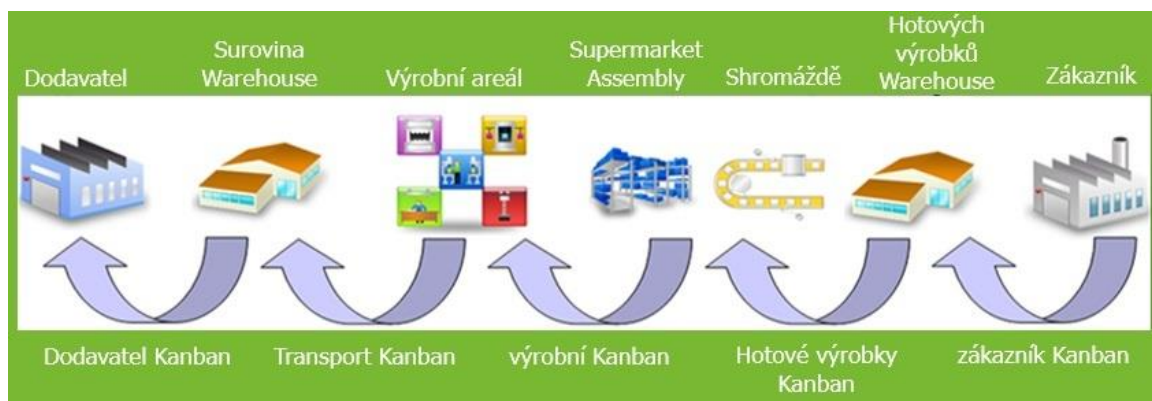 Dodavatel
Surovina
Warehouse
Výrobní areál
Supermarket
Assembly
Shromáždě
Hotových
výrobků
Warehouse
Zákazník
Dodavatel Kanban
Transport Kanban
výrobní Kanban
Hotové výrobky
Kanban
zákazník Kanban